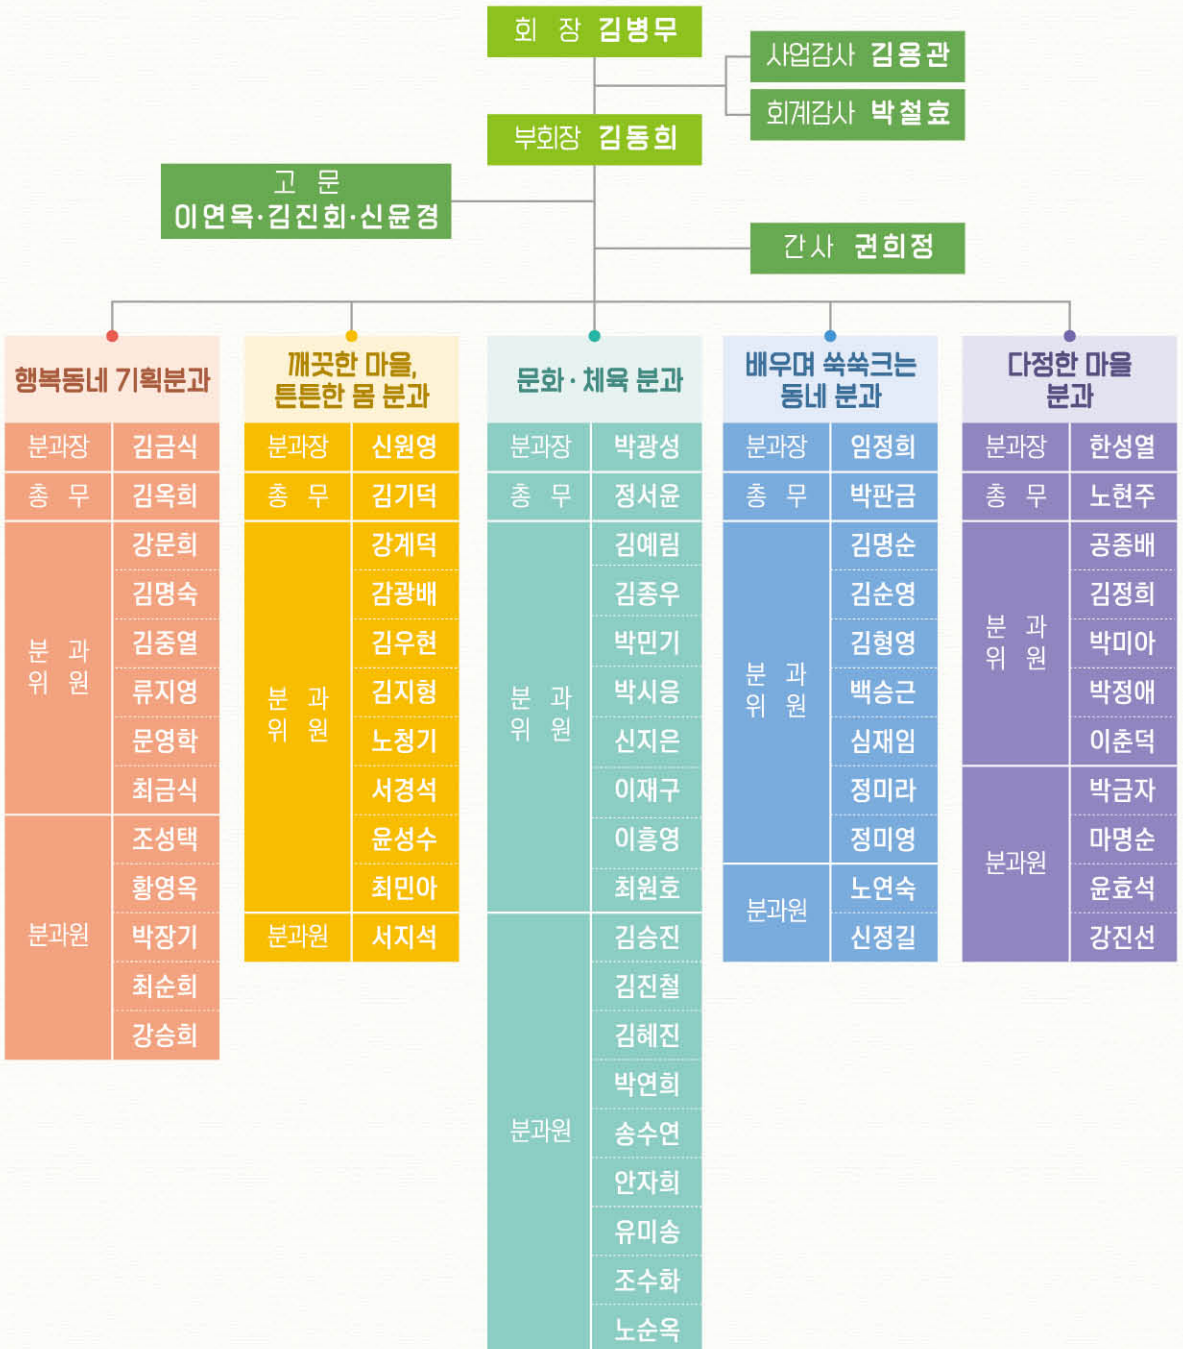 회 장 김병무
사업감사 김용관
회계감사 박철효
부회장 김동희
고 문
이연옥·김진회·신윤경
간사 권희정
행복동네 기획분과
분과장 김금식
총 무 김옥희
분 과
위 원
강문희
김명숙
김중열
류지영
문영학
최금식
분과원
조성택
황영옥
박장기
최순희
강승희
깨끗한 마을,
튼튼한 몸 분과
분과장 신원영
총 무 김기덕
분 과
위 원
강계덕
감광배
김우현
김지형
노청기
서경석
윤성수
최민아
분과원 서지석
문화·체육 분과
분과장 박광성
총 무 정서윤
분 과
위 원
김예림
김종우
박민기
박시응
신지은
이재구
이흥영
최원호
분과원
김승진
김진철
김혜진
박연희
송수연
안자희
유미송
조수화
노순옥
배우며 쑥쑥크는
동네 분과
분과장 임정희
총 무 박판금
분 과
위 원
김명순
김순영
김형영
백승근
심재임
정미라
정미영
분과원
노연숙
신정길
다정한 마을
분과
분과장 한성열
총 무 노현주
분 과
위 원
공종배
김정희
박미아
박정애
이춘덕
분과원
박금자
마명순
윤효석
강진선